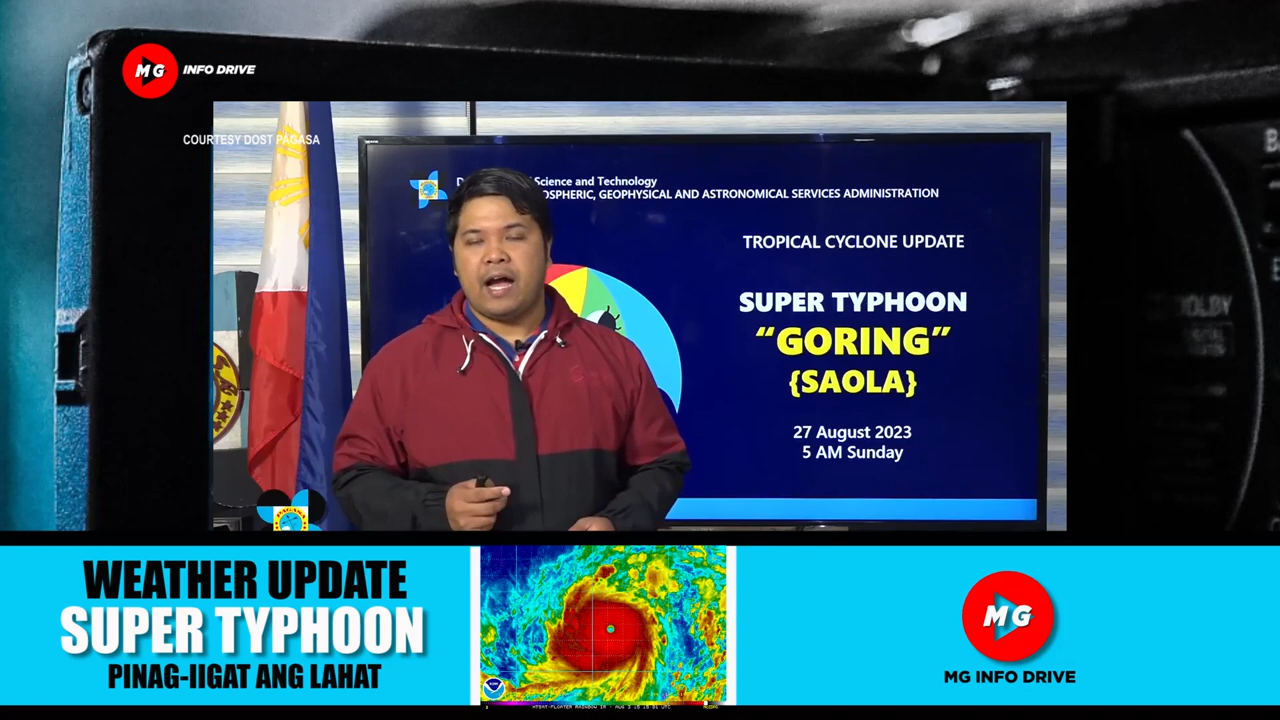 MG INFO DRIVE
COURTESY DOST PAGASA
Science and Technology
OSPHERIC, GEOPHYSICAL AND ASTRONOMICAL SERVICES ADMINISTRATION
TROPICAL CYCLONE UPDATE
SUPER TYPHOON
“GORING”
{SAOLA}
27 August 2023
5 AM Sunday
WEATHER UPDATE
SUPER TYPHOON
PINAG-IIGAT ANG LAHAT
MG
MG INFO DRIVE